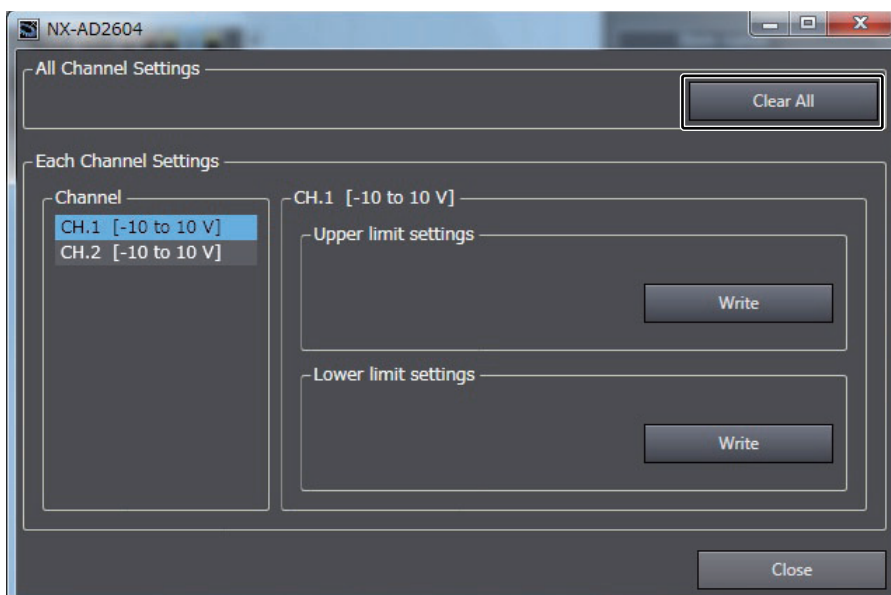 NX-AD2604
All Channel Settings
Clear All
Each Channel Settings
Channel
CH.1 [-10 to 10 V]
CH.2 [-10 to 10 V]
CH.1 [-10 to 10 V]
Upper limit settings
Write
Lower limit settings
Write
Close